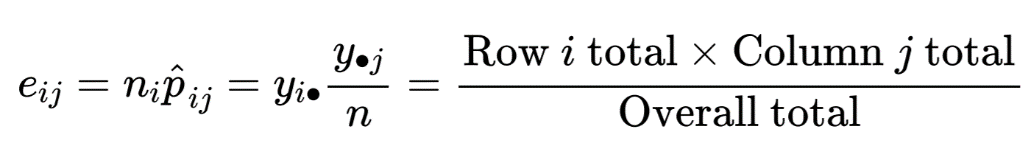 e_{ij} = n_i \hat{p}_{ij} = y_{i\bullet} \frac{y_{\bullet j}}{n} = \frac{\text{Row } i \text{ total} \times \text{Column } j \text{ total}}{\text{Overall total}}